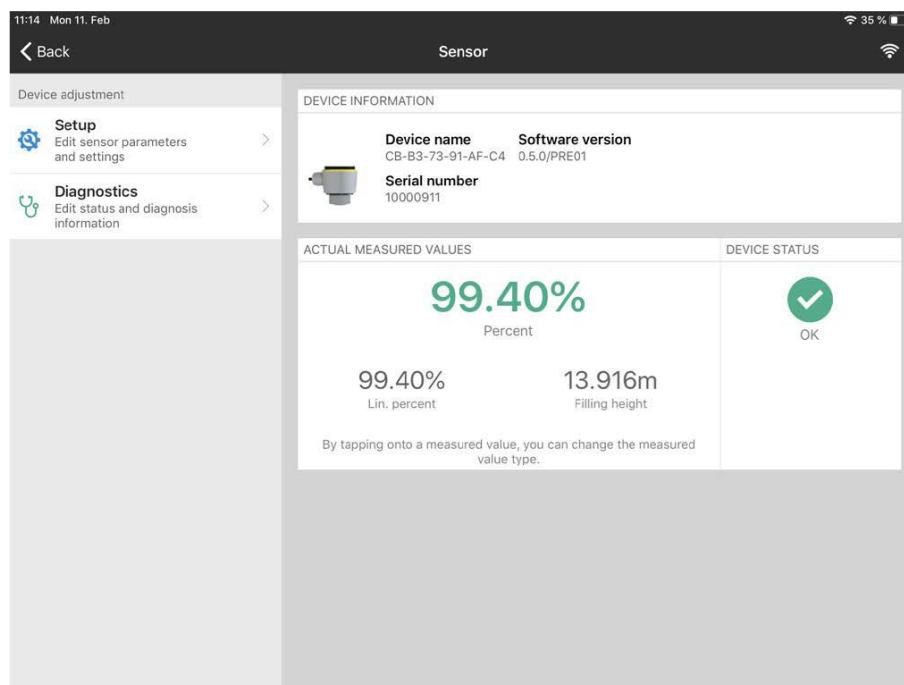 11:14 Mon 11. Feb
35 %
Back
Sensor
Device adjustment
Setup
Edit sensor parameters
and settings
Diagnostics
Edit status and diagnosis
information
DEVICE INFORMATION
Device name
CB-B3-73-91-AF-C4
Software version
0.5.0/PRE01
Serial number
10000911
ACTUAL MEASURED VALUES
99.40%
Percent
99.40%
Lin. percent
13.916m
Filling height
By tapping onto a measured value, you can change the measured
value type.
DEVICE STATUS
OK